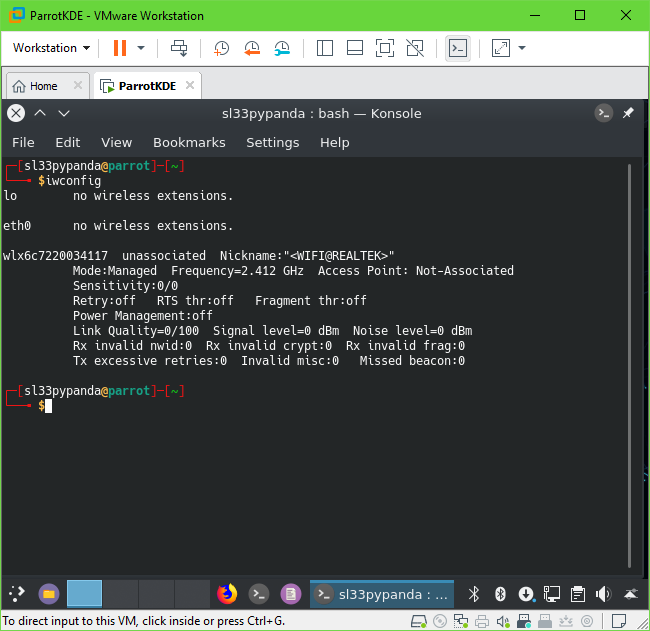 ParrotKDE - VMware Workstation
Workstation
Home
ParrotKDE
sl33pypanda : bash — Konsole
File Edit View Bookmarks Settings Help
┌─[sl33pypanda@parrot]─[~]
└──╼ $iwconfig
lo        no wireless extensions.
eth0      no wireless extensions.
wlx6c7220034117  unassociated  Nickname:"<WIFI@REALTEK>"
Mode:Managed  Frequency=2.412 GHz  Access Point: Not-Associated
Sensitivity:0/0
Retry:off   RTS thr:off   Fragment thr:off
Power Management:off
Link Quality=0/100  Signal level=0 dBm  Noise level=0 dBm
Rx invalid nwid:0  Rx invalid crypt:0  Rx invalid frag:0
Tx excessive retries:0  Invalid misc:0   Missed beacon:0
┌─[sl33pypanda@parrot]─[~]
└──╼ $
sl33pypanda : ...
To direct input to this VM, click inside or press Ctrl+G.